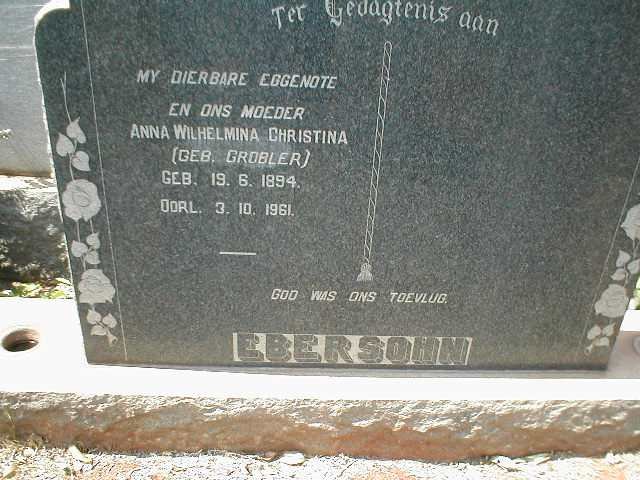 Ter Gedagtenis aan
MY DIERBARE EGGENOTE
EN ONS MOEDER
ANNA WILHELMINA CHRISTINA
(GEB. GROBLER)
GEB. 19. 6. 1894.
OORL. 3. 10. 1961.
GOD WAS ONS TOEVLUG.
EBERSOHN